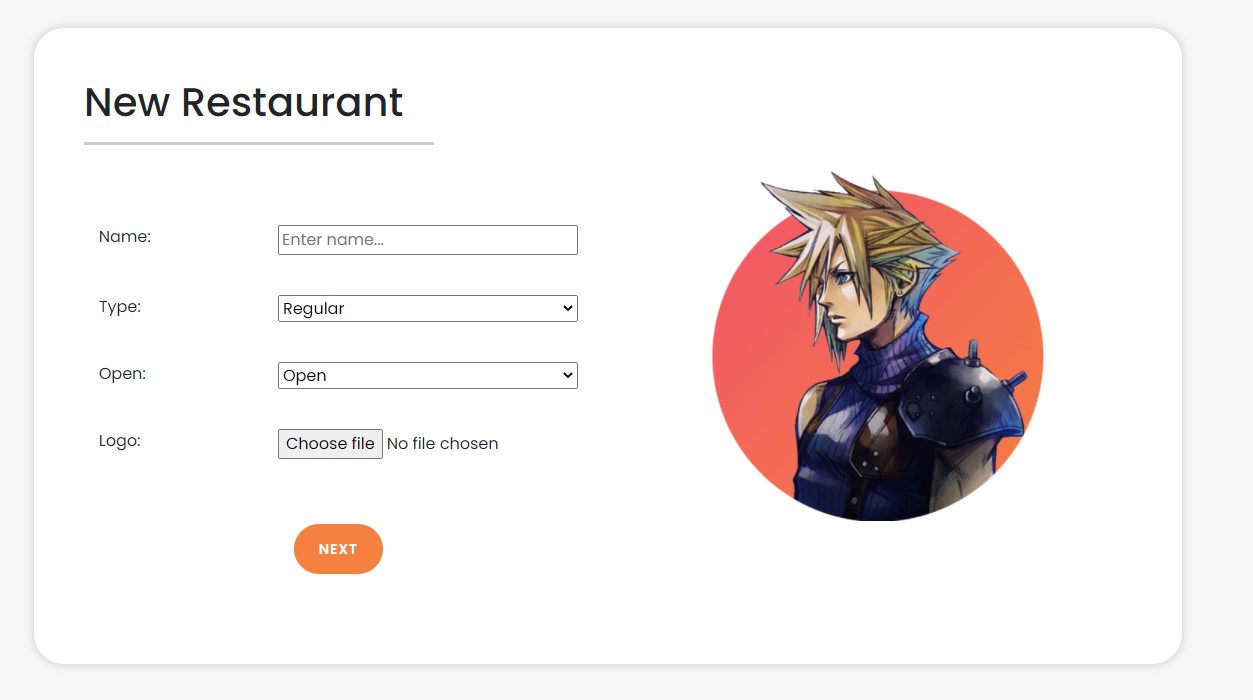 New Restaurant
Name:
Enter name...
Type:
Regular
Open:
Open
Logo:
Choose file No file chosen
NEXT